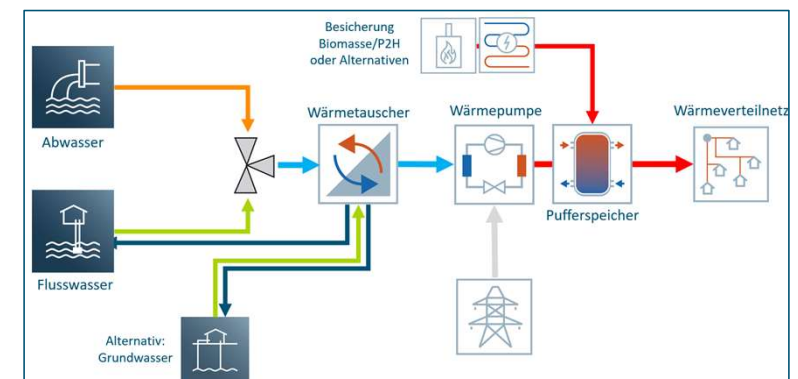 Besicherung
Biomasse/P2H
oder Alternativen
Wärmetauscher
Wärmepumpe
Wärmeverteilnetz
Abwasser
Pufferspeicher
Flusswasser
Alternativ:
Grundwasser